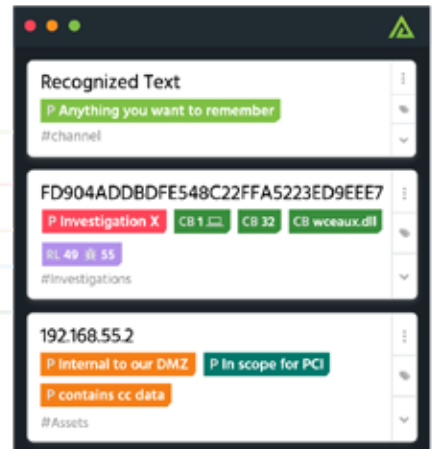 Recognized Text
P Anything you want to remember
#channel
FD904ADDBDFE548C22FFA5223ED9EEE7
P Investigation X CB 1 CB 32 CB wceaux.dll
RL 49 55
#Investigations
192.168.55.2
P Internal to our DMZ P In scope for PCI
P contains cc data
#Assets